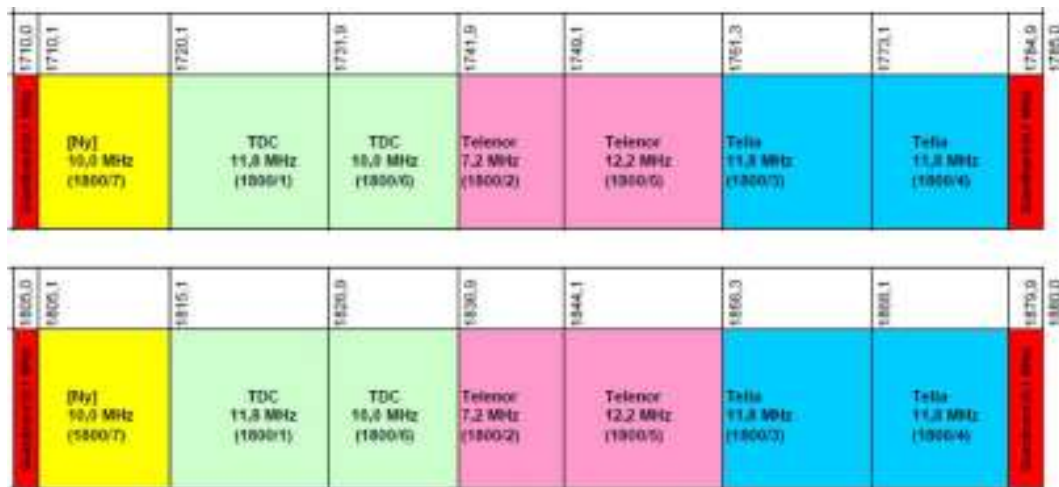 1710,0
1710,1
1720,1
1731,9
1741,9
1749,1
1761,3
1773,1
1784,9
1785,0
[Ny]
10,0 MHz
(1800/7)
TDC
11,8 MHz
(1800/1)
TDC
10,0 MHz
(1800/6)
Telenor
7,2 MHz
(1800/2)
Telenor
12,2 MHz
(1800/5)
Telia
11,8 MHz
(1800/3)
Telia
11,8 MHz
(1800/4)
1805,0
1805,1
1815,1
1826,9
1836,9
1844,1
1856,3
1868,1
1879,9
1880,0
[Ny]
10,0 MHz
(1800/7)
TDC
11,8 MHz
(1800/1)
TDC
10,0 MHz
(1800/6)
Telenor
7,2 MHz
(1800/2)
Telenor
12,2 MHz
(1800/5)
Telia
11,8 MHz
(1800/3)
Telia
11,8 MHz
(1800/4)